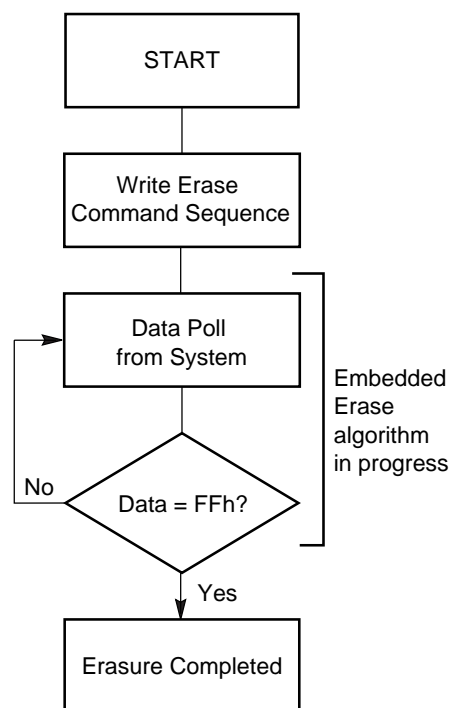 START
Write Erase
Command Sequence
Data Poll
from System
Embedded
Erase
algorithm
in progress
No
Data = FFh?
Yes
Erasure Completed